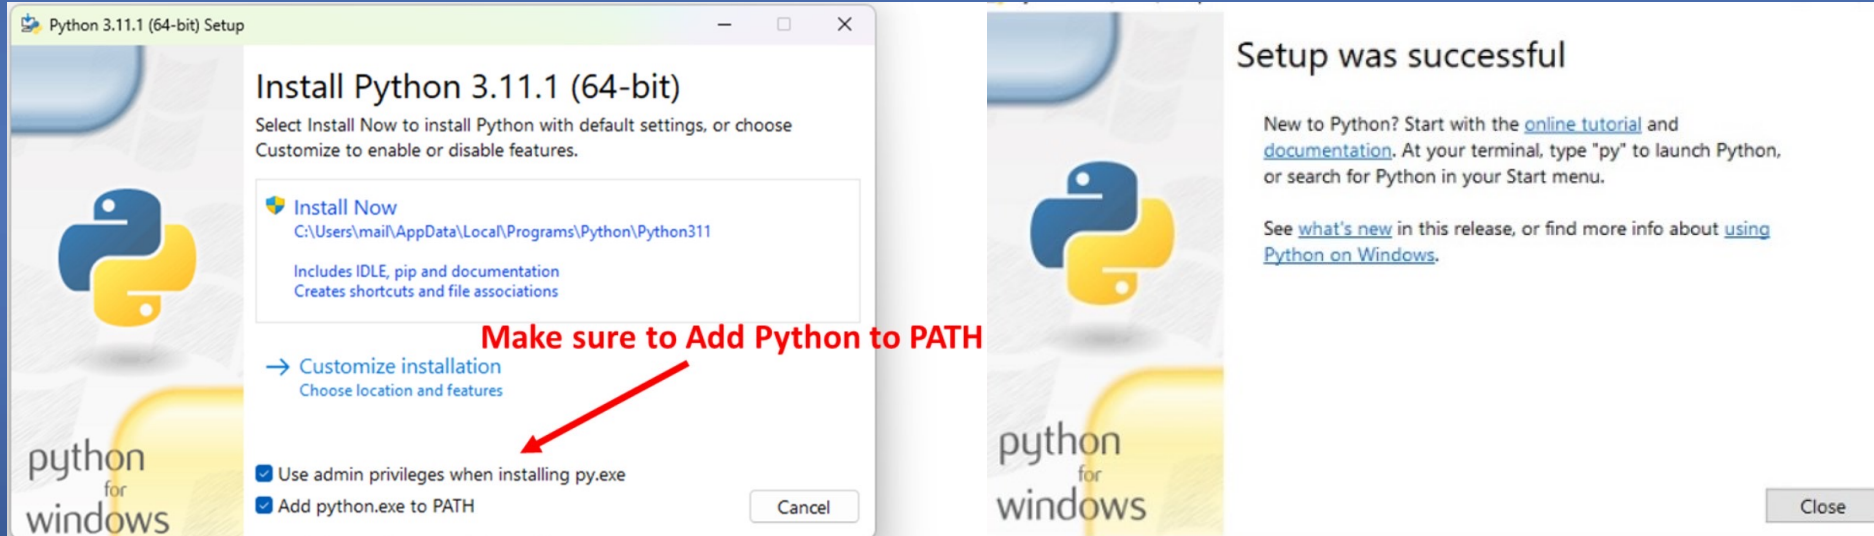 Python 3.11.1 (64-bit) Setup
Install Python 3.11.1 (64-bit)
Select Install Now to install Python with default settings, or choose
Customize to enable or disable features.
Install Now
C:\Users\mail\AppData\Local\Programs\Python\Python311
Includes IDLE, pip and documentation
Creates shortcuts and file associations
Make sure to Add Python to PATH
Customize installation
Choose location and features
Use admin privileges when installing py.exe
Add python.exe to PATH
Cancel
python
for
windows
Setup was successful
New to Python? Start with the online tutorial and
documentation. At your terminal, type "py" to launch Python,
or search for Python in your Start menu.
See what's new in this release, or find more info about using
Python on Windows.
python
for
windows
Close